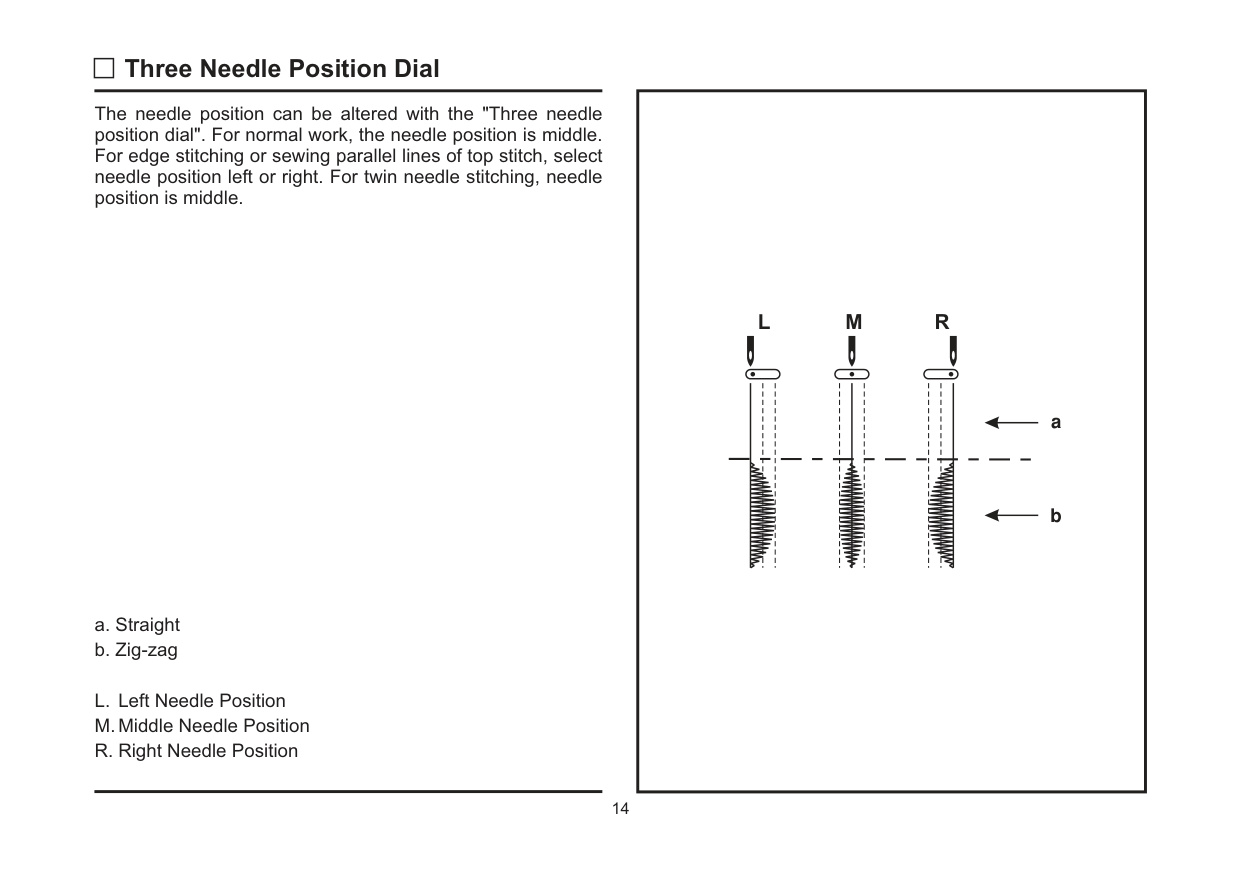 Three Needle Position Dial
The needle position can be altered with the "Three needle
position dial". For normal work, the needle position is middle.
For edge stitching or sewing parallel lines of top stitch, select
needle position left or right. For twin needle stitching, needle
position is middle.
a. Straight
b. Zig-zag
L. Left Needle Position
M. Middle Needle Position
R. Right Needle Position
L M R
a
b
14